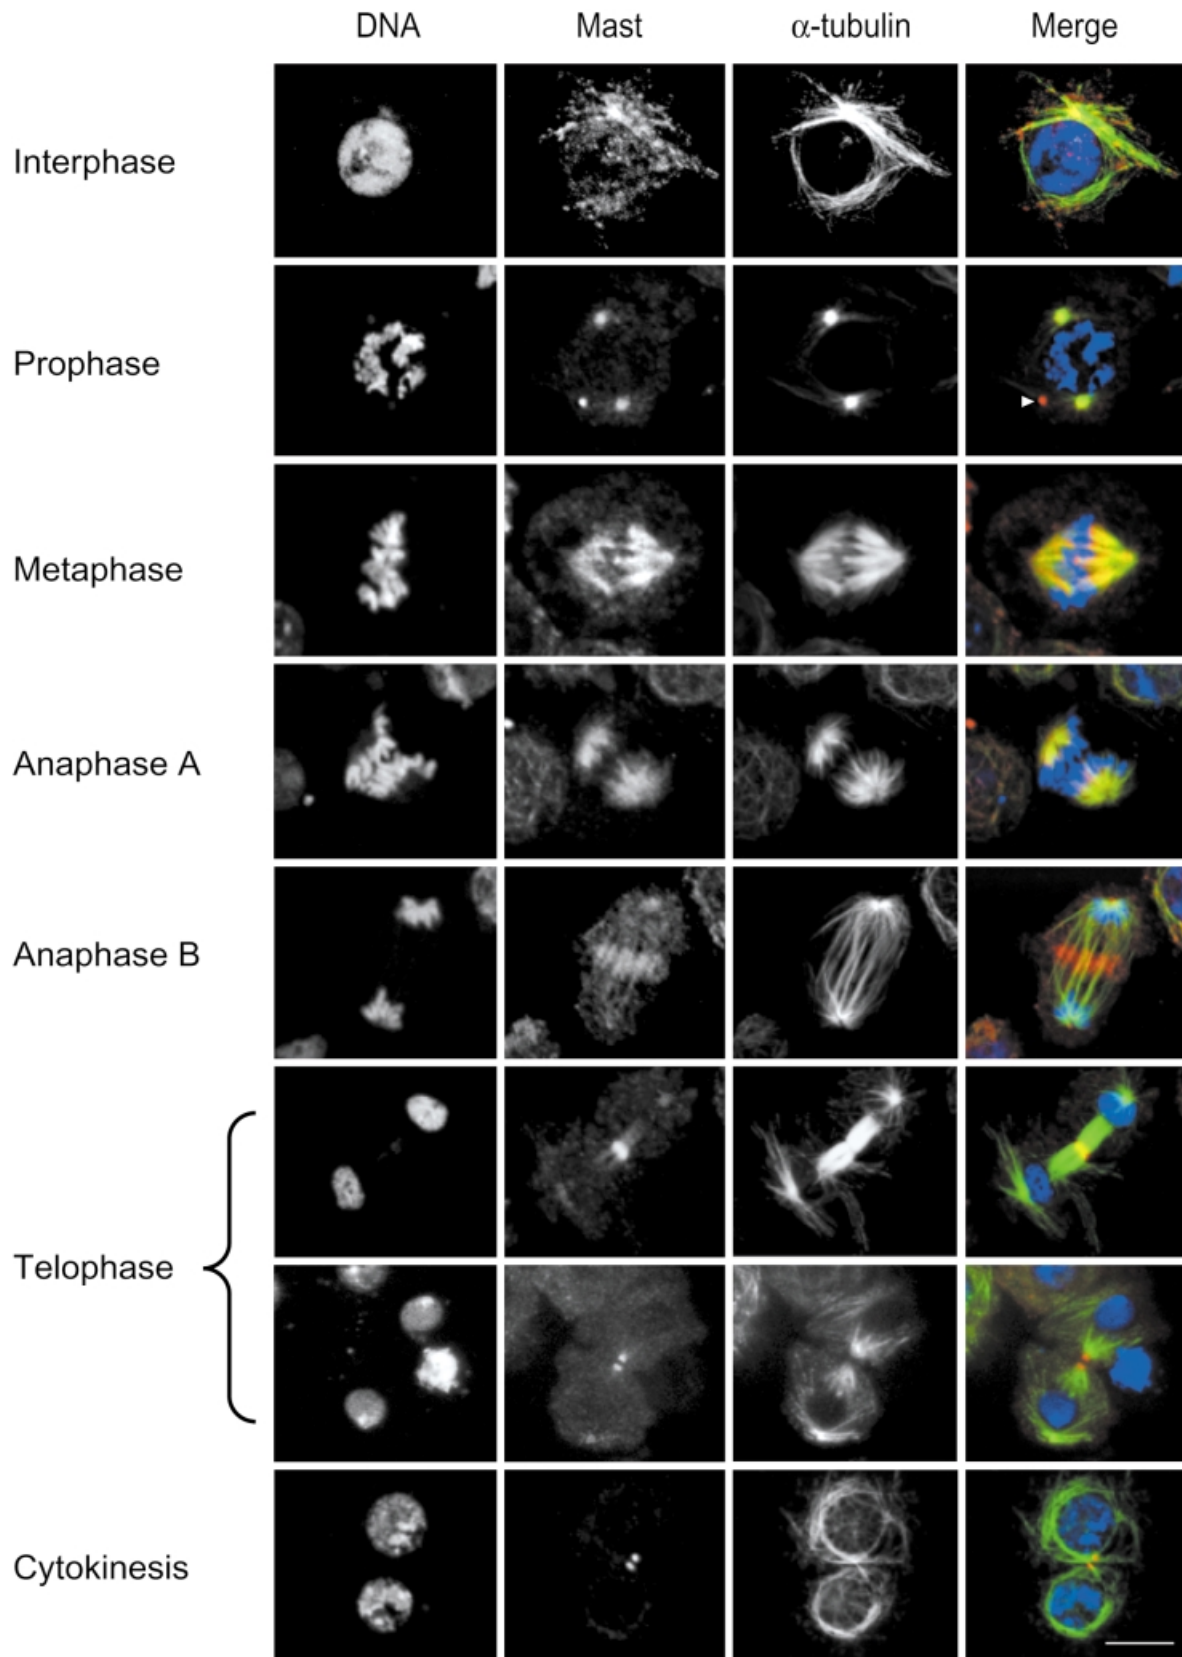 DNA Mast α-tubulin Merge
Interphase
Prophase
Metaphase
Anaphase A
Anaphase B
Telophase
Cytokinesis